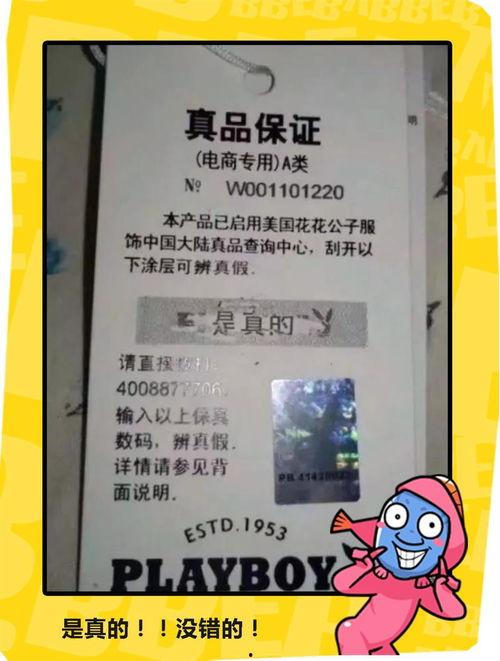 真品保证
(电商专用)A类
№ W001101220
本产品已启用美国花花公子服
饰中国大陆真品查询中心，刮开以
下涂层可辨真假．
是真的
请直接
输入以上保真
数码，辨真假．
详情请参见背
面说明．
ESTD.1953
PLAYBOY
明
是真的！！没错的！